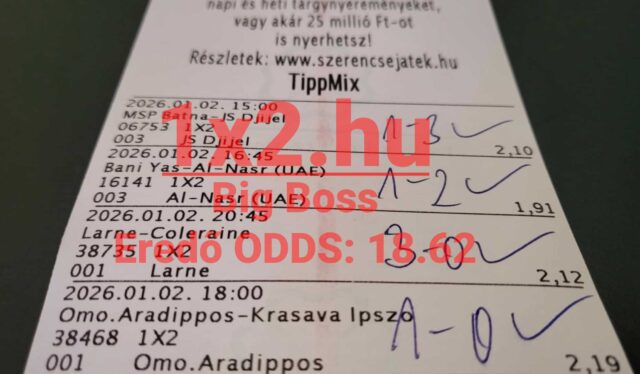 napi és heti tárgynyereményeket,
vagy akár 25 millió Ft-ot
is nyerhetsz!
Részletek: www.szerencsejatek.hu
TippMix
2026.01.02. 15:00
MSP Batna-JS Djijel
06753 1X2
003 JS Djijel 2,10
1-3 ✓
2026.01.02. 16:45
Bani Yas-Al-Nasr (UAE)
16141 1X2
003 Al-Nasr (UAE) 1,91
1-2 ✓
2026.01.02. 20:45
Larne-Coleraine
38735 1X2
001 Larne 2,12
3-0 ✓
2026.01.02. 18:00
Omo.Aradippos-Krasava Ipszo
38468 1X2
001 Omo.Aradippos 2,19
1-0 ✓
1x2.hu
Big Boss
Eredő ODDS: 18.62